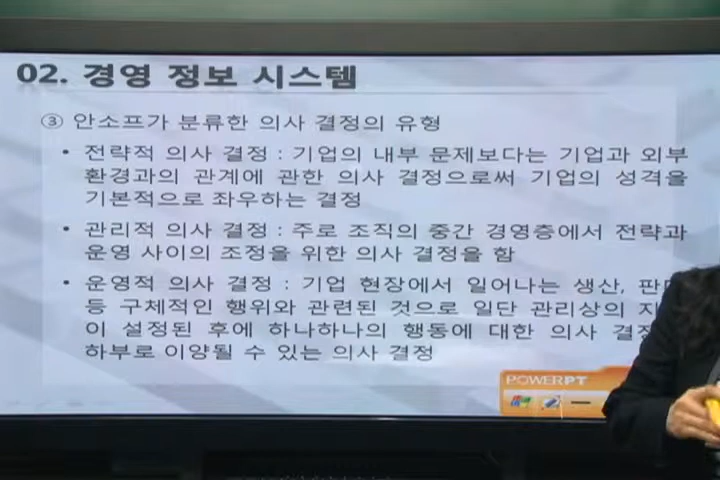 02. 경영 정보 시스템
③ 안소프가 분류한 의사 결정의 유형
• 전략적 의사 결정 : 기업의 내부 문제보다는 기업과 외부
환경과의 관계에 관한 의사 결정으로써 기업의 성격을
기본적으로 좌우하는 결정
• 관리적 의사 결정 : 주로 조직의 중간 경영층에서 전략과
운영 사이의 조정을 위한 의사 결정을 함
• 운영적 의사 결정 : 기업 현장에서 일어나는 생산,
등 구체적인 행위와 관련된 것으로 일단 관리상의
이 설정된 후에 하나하나의 행동에 대한 의사
하부로 이양될 수 있는 의사 결정
POWERPT